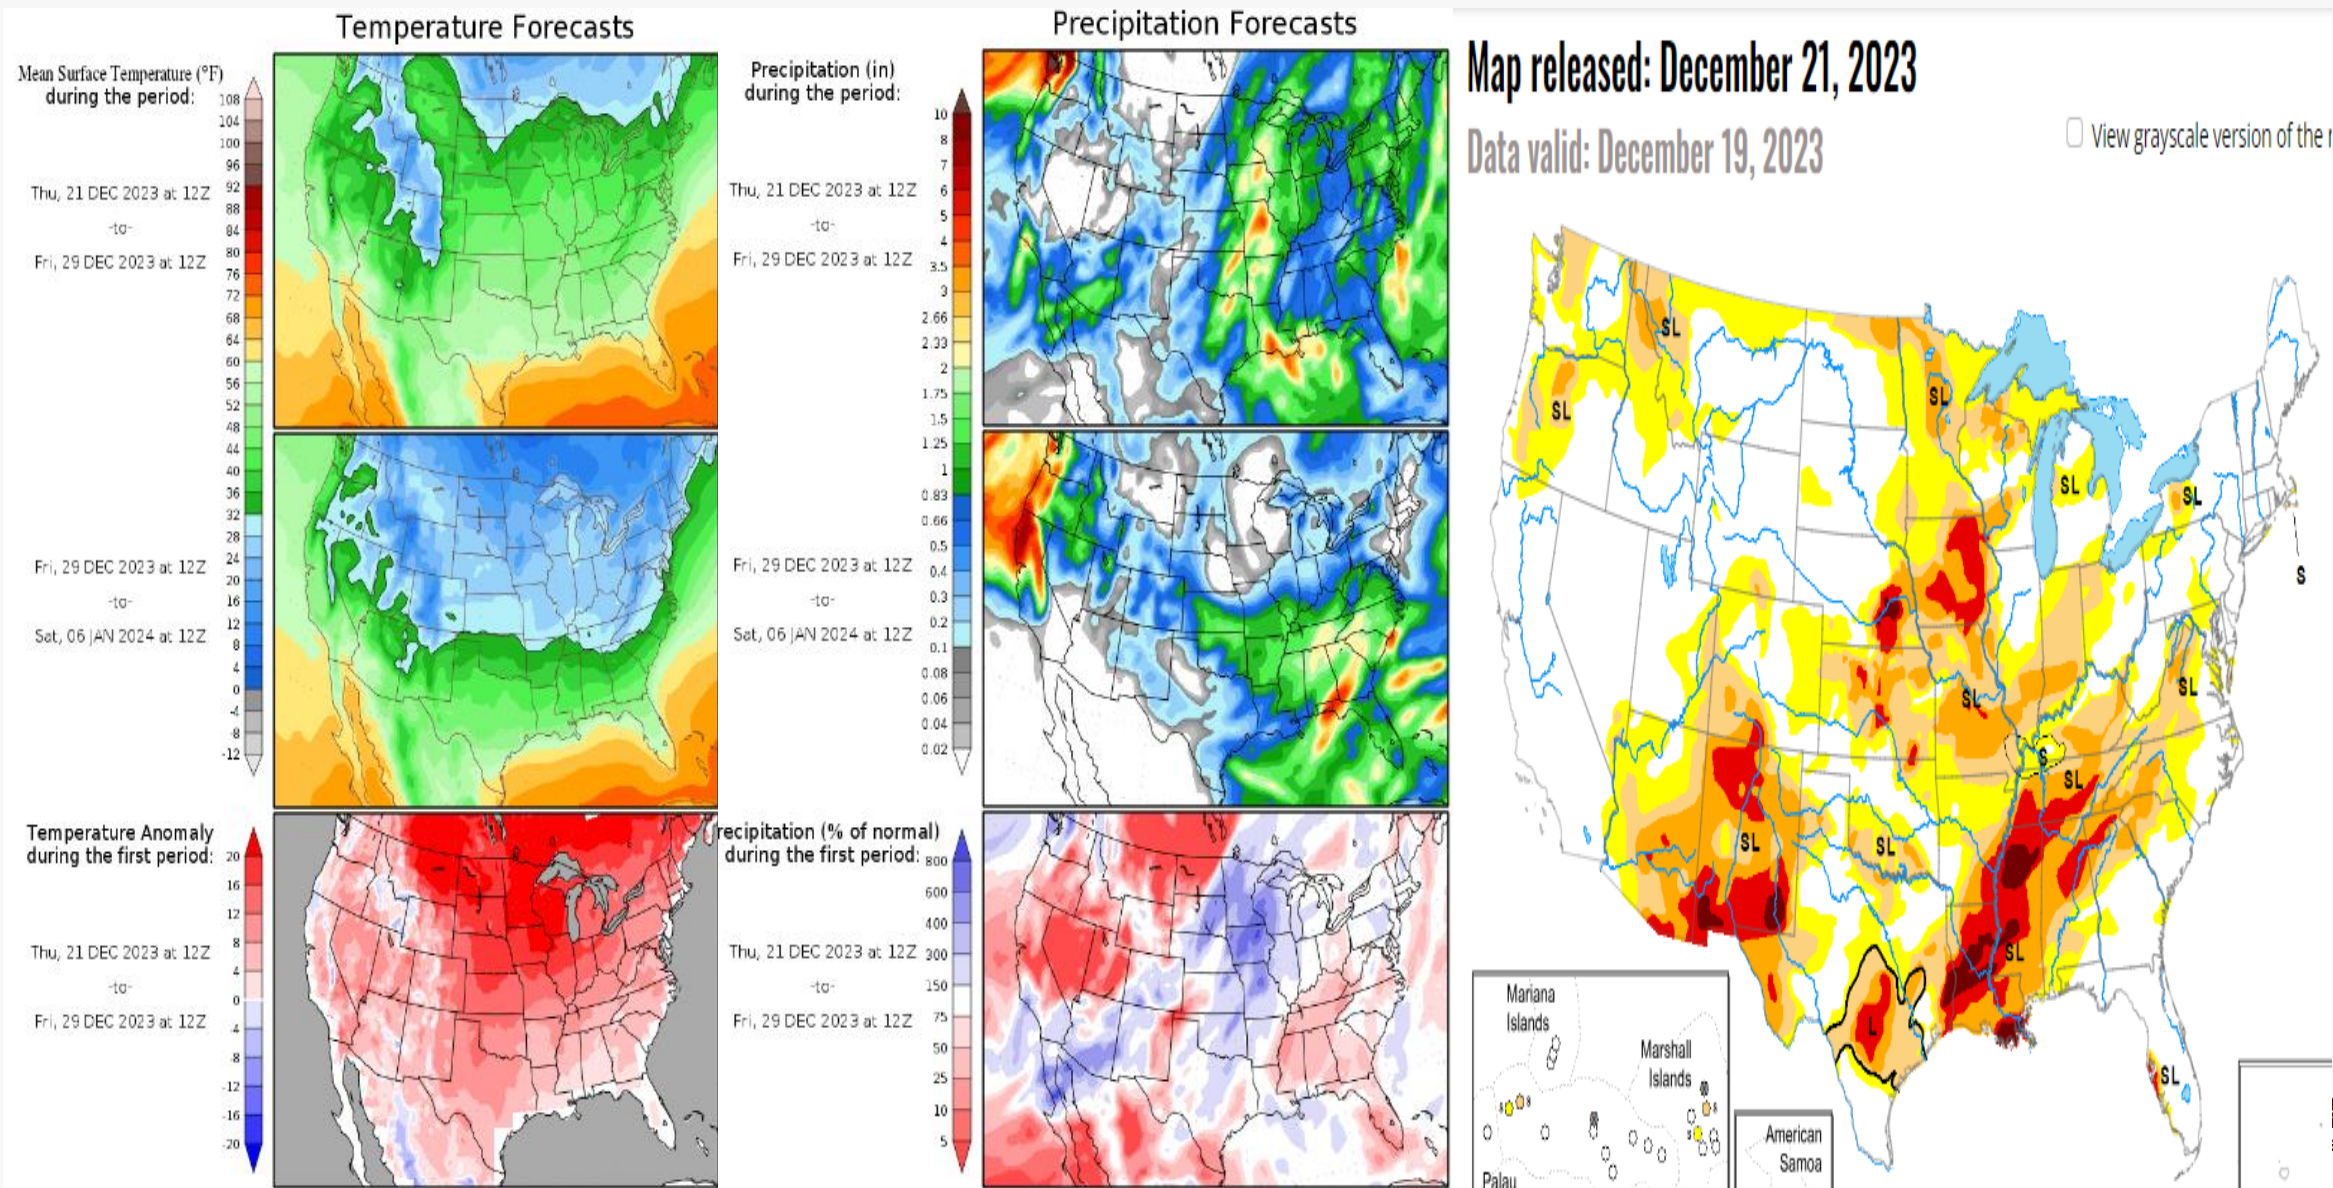 Temperature Forecasts
Mean Surface Temperature (°F)
during the period:
108
104
100
96
92
88
84
80
76
72
68
64
60
56
52
48
44
40
36
32
28
24
20
16
12
8
4
0
-4
-8
-12
Thu, 21 DEC 2023 at 12Z
-to-
Fri, 29 DEC 2023 at 12Z
Fri, 29 DEC 2023 at 12Z
-to-
Sat, 06 JAN 2024 at 12Z
Temperature Anomaly
during the first period:
20
16
12
8
4
0
-4
-8
-12
-16
-20
Thu, 21 DEC 2023 at 12Z
-to-
Fri, 29 DEC 2023 at 12Z
Precipitation Forecasts
Precipitation (in)
during the period:
10
8
7
6
5
4
3.5
3
2.66
2.33
2
1.75
1.5
1.25
1
0.83
0.66
0.5
0.4
0.3
0.2
0.1
0.08
0.06
0.04
0.02
Thu, 21 DEC 2023 at 12Z
-to-
Fri, 29 DEC 2023 at 12Z
Fri, 29 DEC 2023 at 12Z
-to-
Sat, 06 JAN 2024 at 12Z
recipitation (% of normal)
during the first period:
800
600
400
300
150
75
50
25
10
5
Thu, 21 DEC 2023 at 12Z
-to-
Fri, 29 DEC 2023 at 12Z
Map released: December 21, 2023
Data valid: December 19, 2023
View grayscale version of the r
SL
SL
SL
SL
SL
S
SL
SL
S
SL
SL
SL
SL
L
SL
Mariana
Islands
Marshall
Islands
American
Samoa
Palau